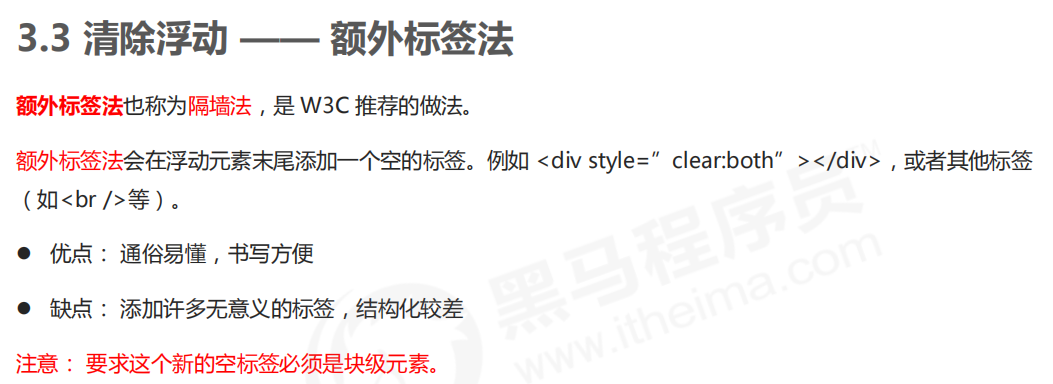 3.3 清除浮动 —— 额外标签法
额外标签法也称为隔墙法，是 W3C 推荐的做法。
额外标签法会在浮动元素末尾添加一个空的标签。例如 <div style=”clear:both”></div>，或者其他标签
（如<br />等）。
● 优点： 通俗易懂，书写方便
● 缺点： 添加许多无意义的标签，结构化较差
注意： 要求这个新的空标签必须是块级元素。
黑马程序员TM
www.itheima.com